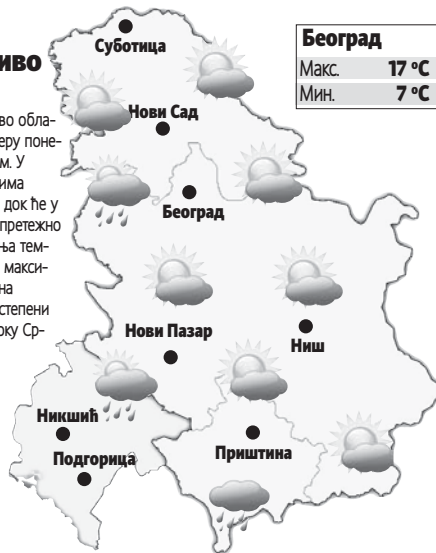 иво
во обла-
еру поне-
м. У
има
док ће у
претежно
ња тем-
макси-
на
степени
оку Ср-
Суботица
Нови Сад
Београд
Нови Пазар
Ниш
Никшић
Подгорица
Приштина
Београд
Макс. 17 °C
Мин. 7 °C